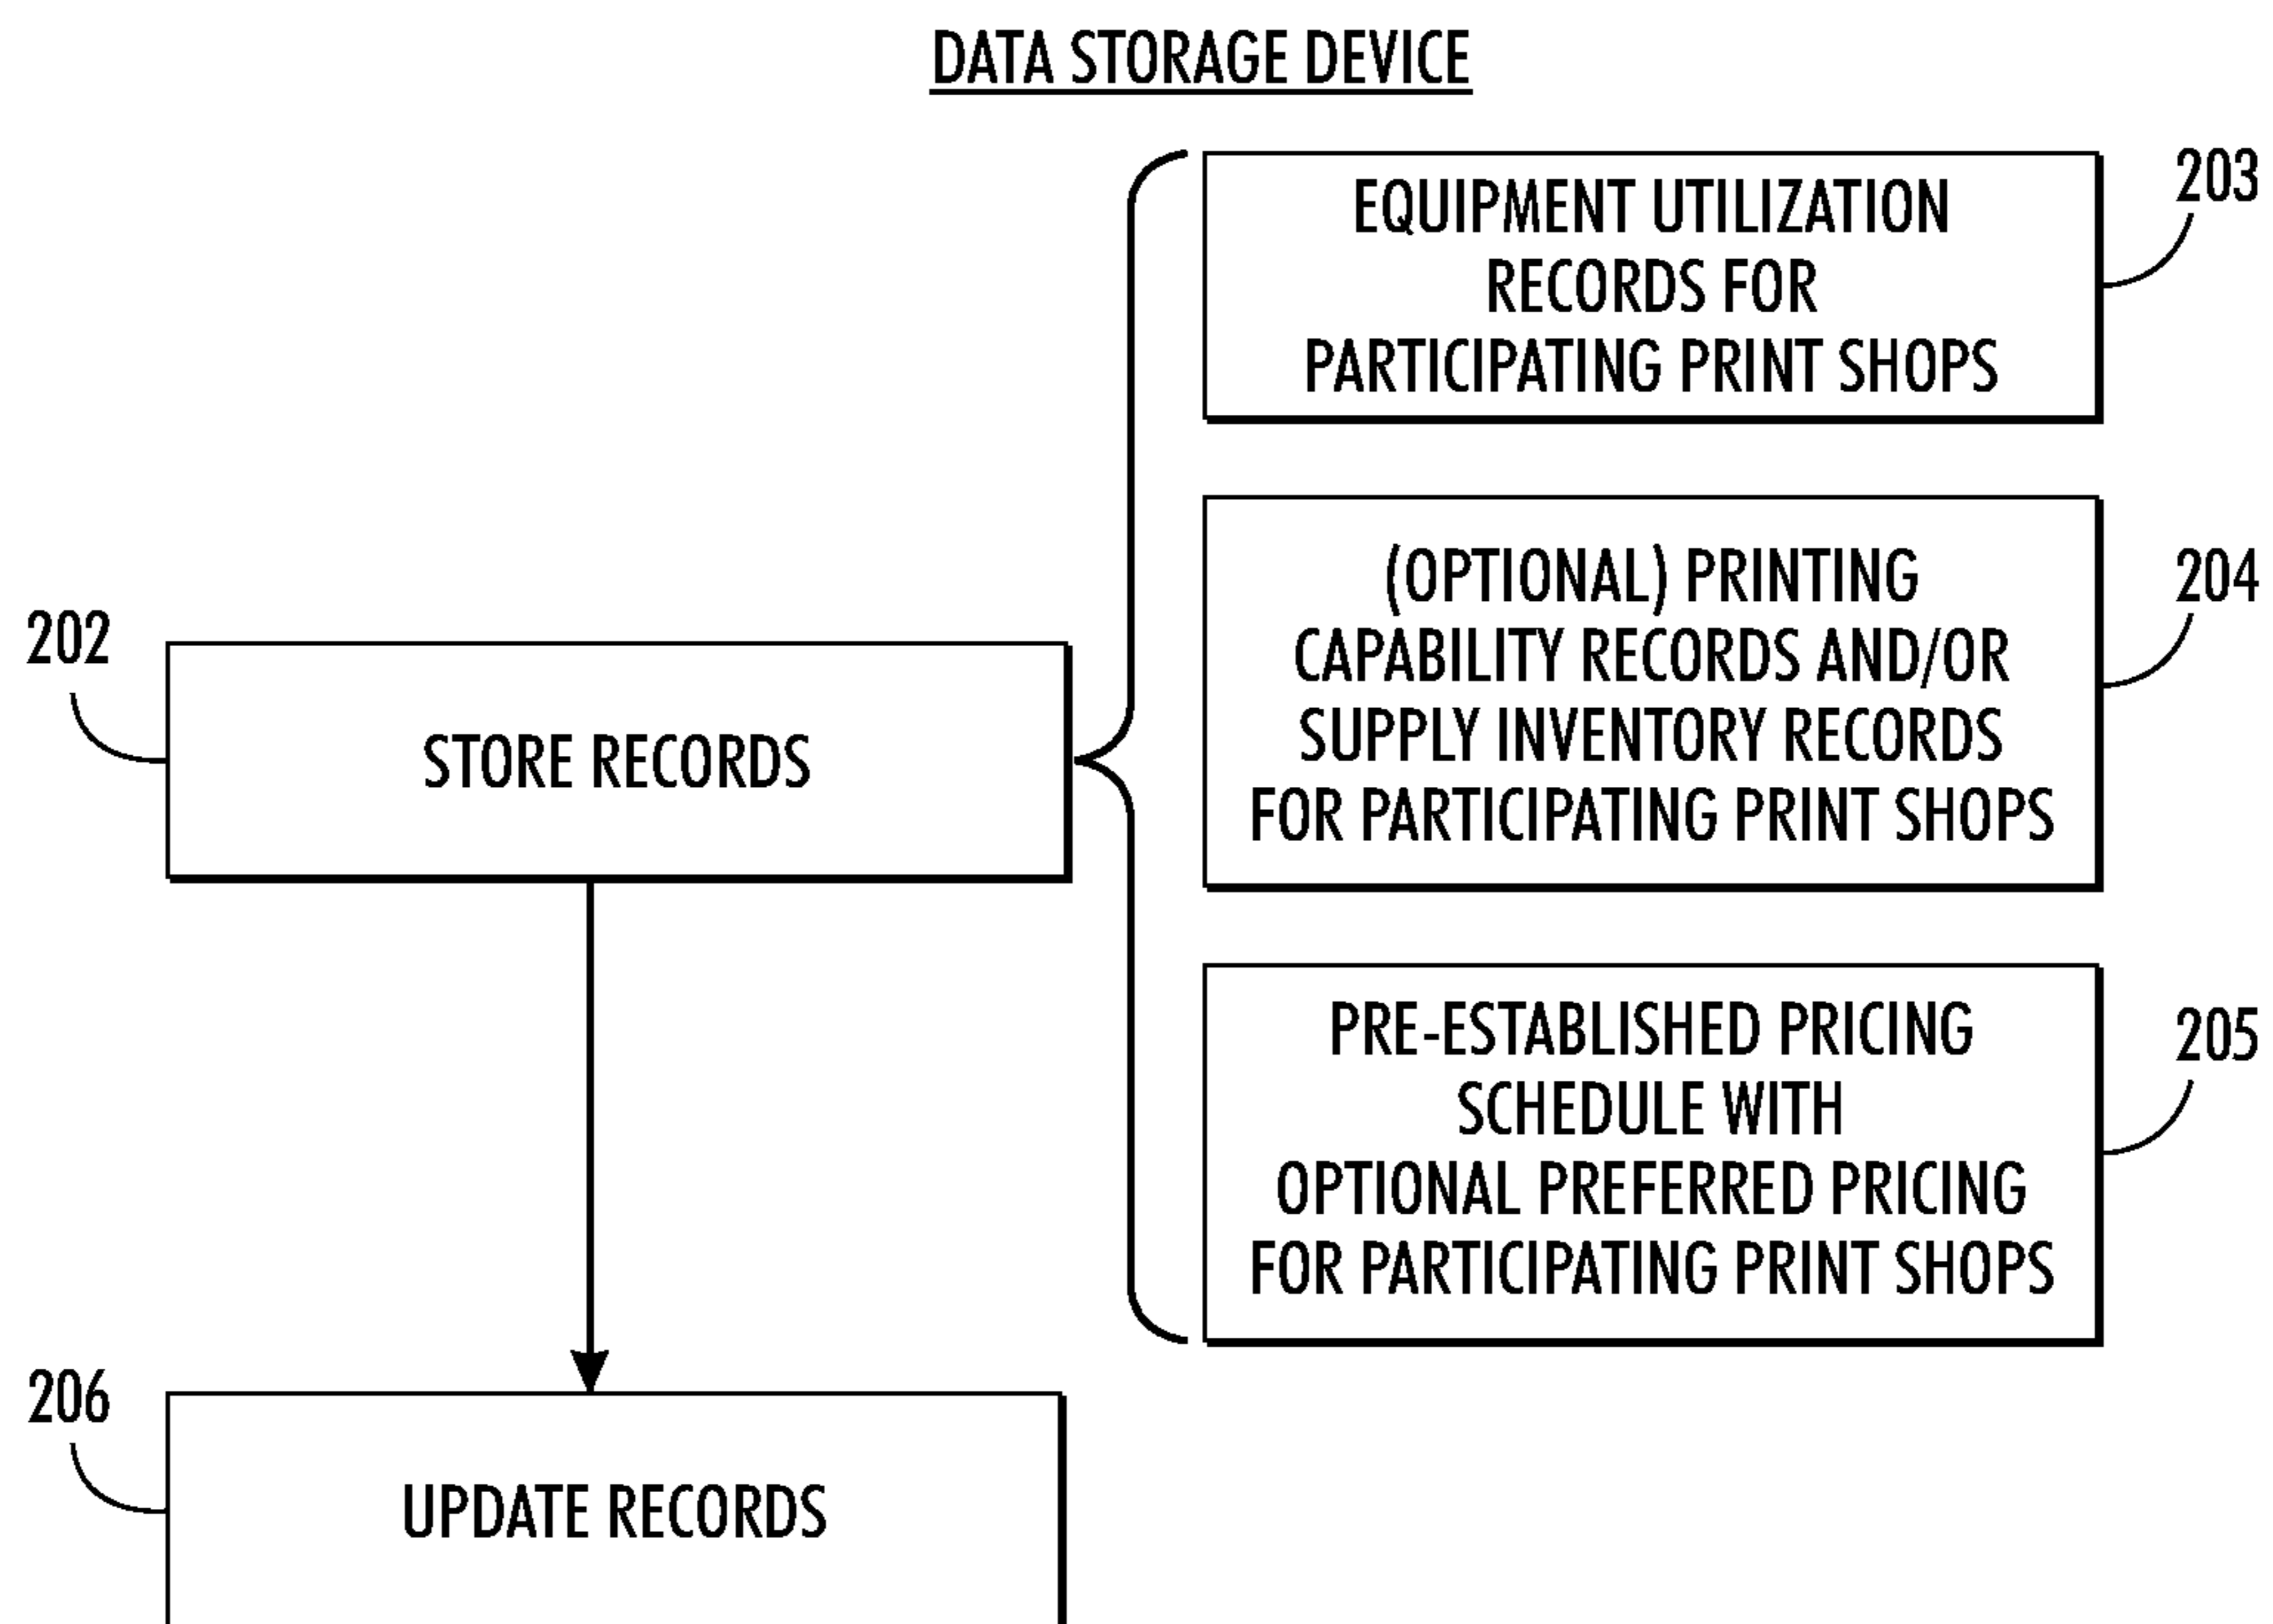 DATA STORAGE DEVICE
203
EQUIPMENT UTILIZATION
RECORDS FOR
PARTICIPATING PRINT SHOPS
204
(OPTIONAL) PRINTING
CAPABILITY RECORDS AND/OR
SUPPLY INVENTORY RECORDS
FOR PARTICIPATING PRINT SHOPS
202
STORE RECORDS
205
PRE-ESTABLISHED PRICING
SCHEDULE WITH
OPTIONAL PREFERRED PRICING
FOR PARTICIPATING PRINT SHOPS
206
UPDATE RECORDS